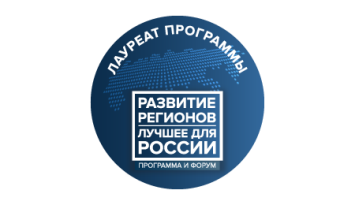 ЛАУРЕАТ ПРОГРАММЫ
РАЗВИТИЕ
РЕГИОНОВ
ЛУЧШЕЕ ДЛЯ
РОССИИ
ПРОГРАММА И ФОРУМ